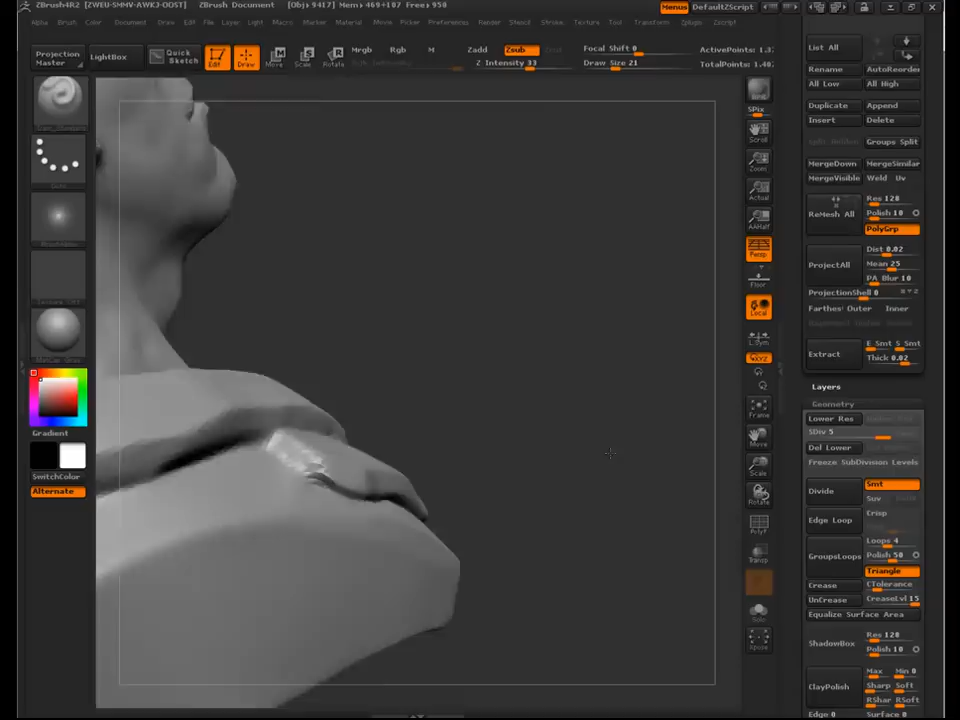 ZBrush4R2 ZBrush Document Free:950 Menus DefaultZScript
Alpha Brush Color Document Draw Edit File Layer Light Macro Marker Material Movie Picker Preferences Render Stencil Stroke Texture Tool Transform Zplugin Zscript
Projection Master
LightBox
Quick Sketch
Edit Draw Move Scale Rotate
Mrgb Rgb M
Zadd Zsub
Z Intensity 33
Focal Shift 0
Draw Size 21
ActivePoints:
TotalPoints:
Gradient
SwitchColor
Alternate
SPix
Scroll
Zoom
Actual
AAHalf
Persp
Floor
Local
L.Sym
XYZ
Frame
Move
Scale
Rotate
PolyF
Transp
Solo
Xpose
List All
Rename AutoReorder
All Low All High
Duplicate Append
Insert Delete
Groups Split
MergeDown MergeSimilar
MergeVisible Weld Uv
ReMesh All
Res 128
Polish 10
PolyGrp
ProjectAll
Dist 0.02
Mean 25
PA Blur 10
ProjectionShell 0
Farthest Outer Inner
Extract
E Smt S Smt
Thick 0.02
Layers
Geometry
Lower Res
SDiv 5
Del Lower
Freeze SubDivision Levels
Divide
Smt
Suv
Edge Loop
Crisp
GroupsLoops
Loops 4
Polish 50
Triangle
Crease CTolerance
UnCrease CreaseLvl 15
Equalize Surface Area
ShadowBox
Res 128
Polish 10
ClayPolish
Max Min 0
Sharp Soft
RShar RSoft
Edge 0 Surface 0